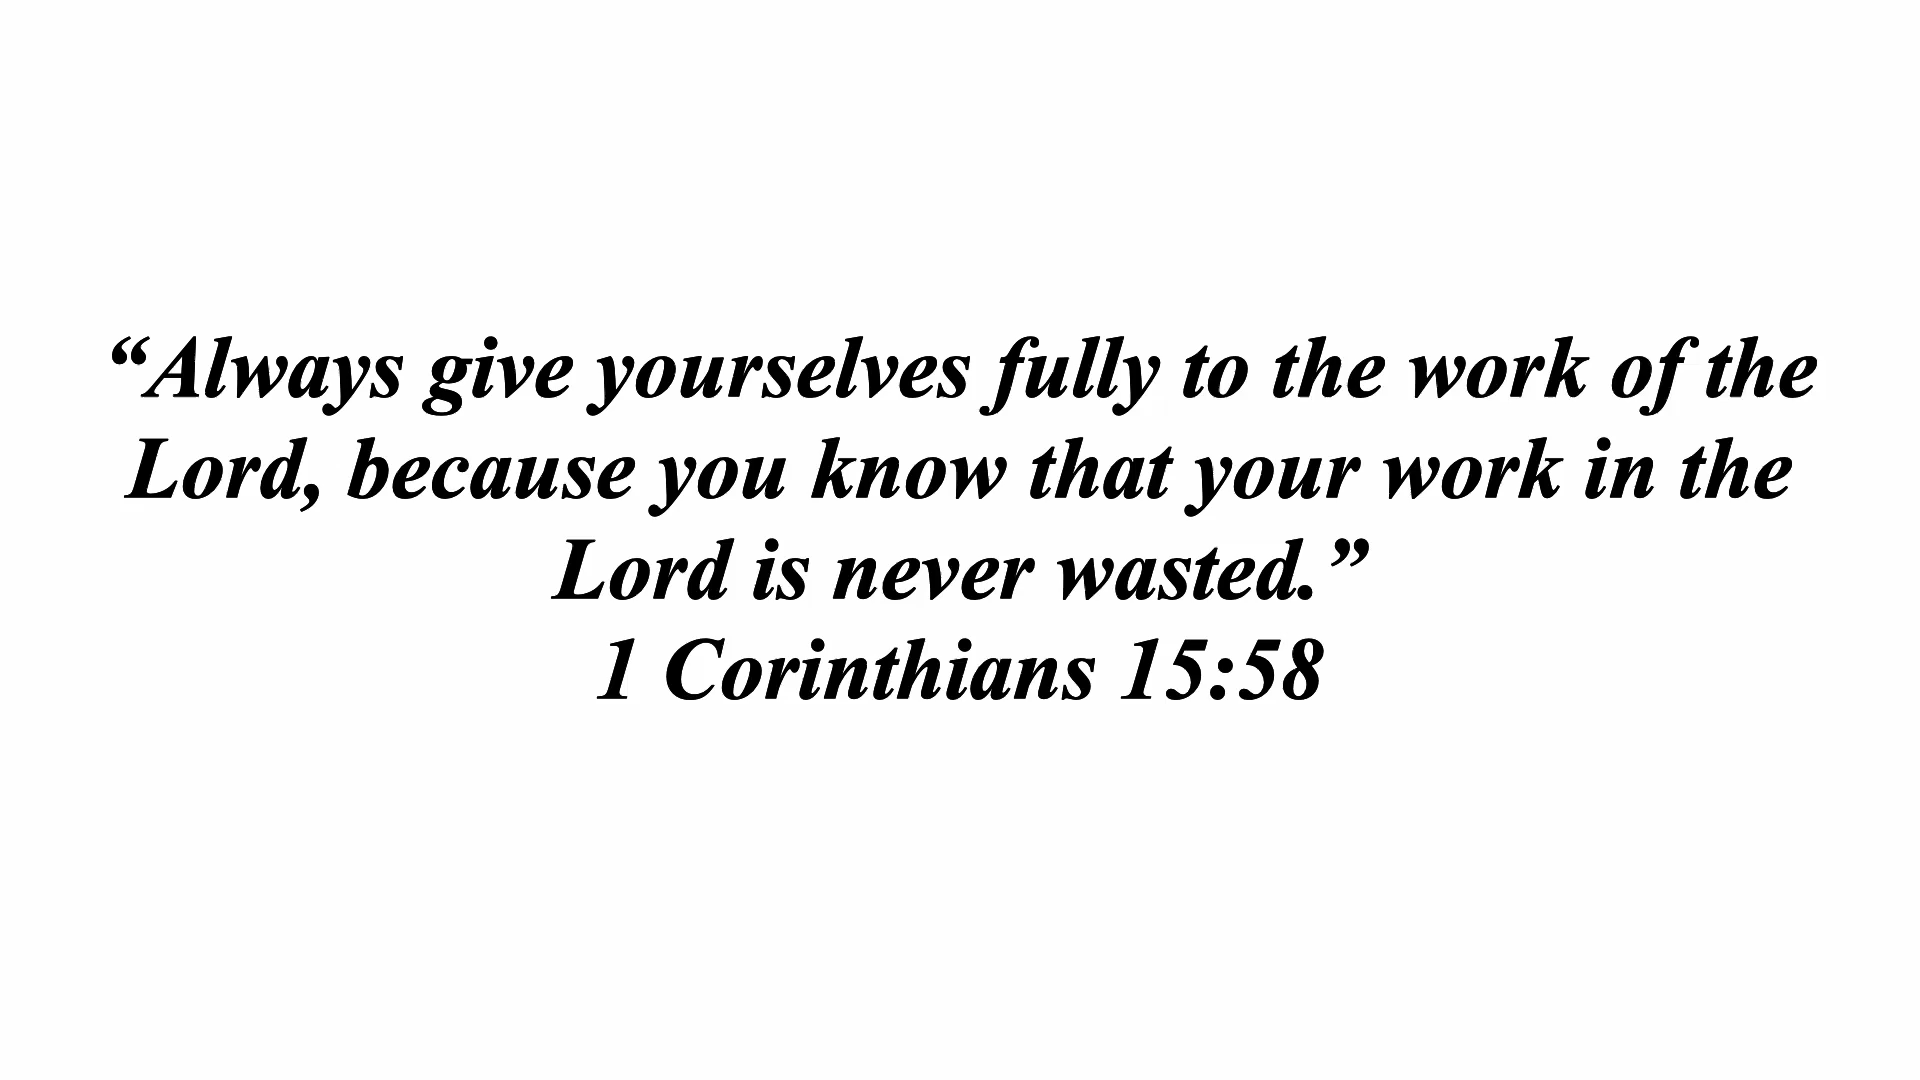 “Always give yourselves fully to the work of the
Lord, because you know that your work in the
Lord is never wasted.”
1 Corinthians 15:58